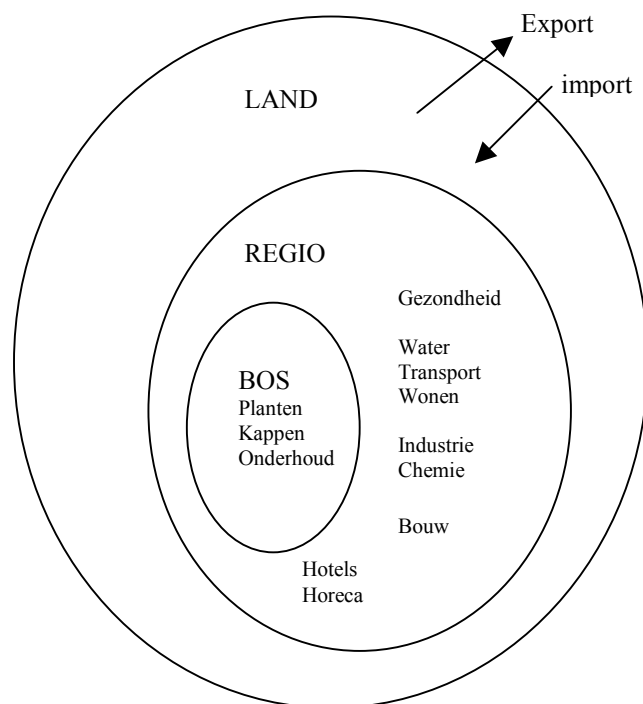 Export
import
LAND
REGIO
Gezondheid
Water
Transport
Wonen
BOS
Planten
Kappen
Onderhoud
Industrie
Chemie
Bouw
Hotels
Horeca